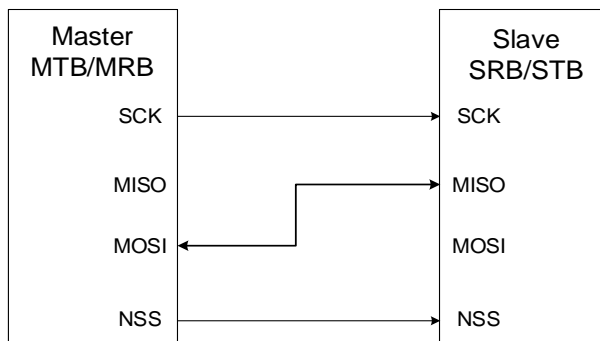 Master
MTB/MRB
SCK
MISO
MOSI
NSS
Slave
SRB/STB
SCK
MISO
MOSI
NSS